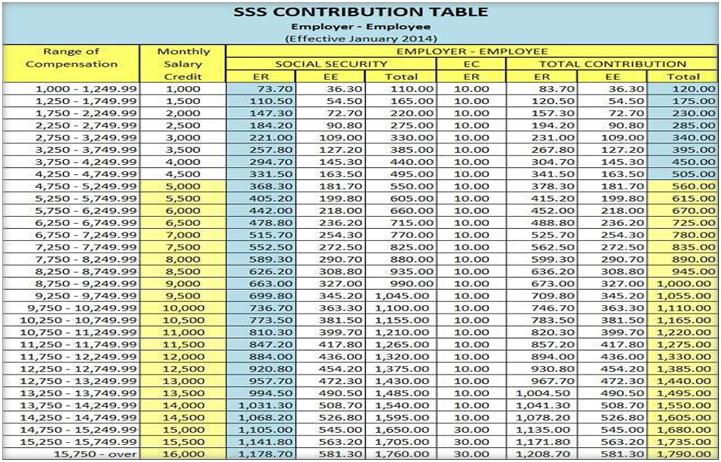 SSS CONTRIBUTION TABLE
Employer - Employee
(Effective January 2014)
Range of Compensation Monthly Salary Credit EMPLOYER - EMPLOYEE
SOCIAL SECURITY EC TOTAL CONTRIBUTION
ER EE Total ER ER EE Total
1,000 - 1,249.99 1,000 73.70 36.30 110.00 10.00 83.70 36.30 120.00
1,250 - 1,749.99 1,500 110.50 54.50 165.00 10.00 120.50 54.50 175.00
1,750 - 2,249.99 2,000 147.30 72.70 220.00 10.00 157.30 72.70 230.00
2,250 - 2,749.99 2,500 184.20 90.80 275.00 10.00 194.20 90.80 285.00
2,750 - 3,249.99 3,000 221.00 109.00 330.00 10.00 231.00 109.00 340.00
3,250 - 3,749.99 3,500 257.80 127.20 385.00 10.00 267.80 127.20 395.00
3,750 - 4,249.99 4,000 294.70 145.30 440.00 10.00 304.70 145.30 450.00
4,250 - 4,749.99 4,500 331.50 163.50 495.00 10.00 341.50 163.50 505.00
4,750 - 5,249.99 5,000 368.30 181.70 550.00 10.00 378.30 181.70 560.00
5,250 - 5,749.99 5,500 405.20 199.80 605.00 10.00 415.20 199.80 615.00
5,750 - 6,249.99 6,000 442.00 218.00 660.00 10.00 452.00 218.00 670.00
6,250 - 6,749.99 6,500 478.80 236.20 715.00 10.00 488.80 236.20 725.00
6,750 - 7,249.99 7,000 515.70 254.30 770.00 10.00 525.70 254.30 780.00
7,250 - 7,749.99 7,500 552.50 272.50 825.00 10.00 562.50 272.50 835.00
7,750 - 8,249.99 8,000 589.30 290.70 880.00 10.00 599.30 290.70 890.00
8,250 - 8,749.99 8,500 626.20 308.80 935.00 10.00 636.20 308.80 945.00
8,750 - 9,249.99 9,000 663.00 327.00 990.00 10.00 673.00 327.00 1,000.00
9,250 - 9,749.99 9,500 699.80 345.20 1,045.00 10.00 709.80 345.20 1,055.00
9,750 - 10,249.99 10,000 736.70 363.30 1,100.00 10.00 746.70 363.30 1,110.00
10,250 - 10,749.99 10,500 773.50 381.50 1,155.00 10.00 783.50 381.50 1,165.00
10,750 - 11,249.99 11,000 810.30 399.70 1,210.00 10.00 820.30 399.70 1,220.00
11,250 - 11,749.99 11,500 847.20 417.80 1,265.00 10.00 857.20 417.80 1,275.00
11,750 - 12,249.99 12,000 884.00 436.00 1,320.00 10.00 894.00 436.00 1,330.00
12,250 - 12,749.99 12,500 920.80 454.20 1,375.00 10.00 930.80 454.20 1,385.00
12,750 - 13,249.99 13,000 957.70 472.30 1,430.00 10.00 967.70 472.30 1,440.00
13,250 - 13,749.99 13,500 994.50 490.50 1,485.00 10.00 1,004.50 490.50 1,495.00
13,750 - 14,249.99 14,000 1,031.30 508.70 1,540.00 10.00 1,041.30 508.70 1,550.00
14,250 - 14,749.99 14,500 1,068.20 526.80 1,595.00 10.00 1,078.20 526.80 1,605.00
14,750 - 15,249.99 15,000 1,105.00 545.00 1,650.00 30.00 1,135.00 545.00 1,680.00
15,250 - 15,749.99 15,500 1,141.80 563.20 1,705.00 30.00 1,171.80 563.20 1,735.00
15,750 - over 16,000 1,178.70 581.30 1,760.00 30.00 1,208.70 581.30 1,790.00